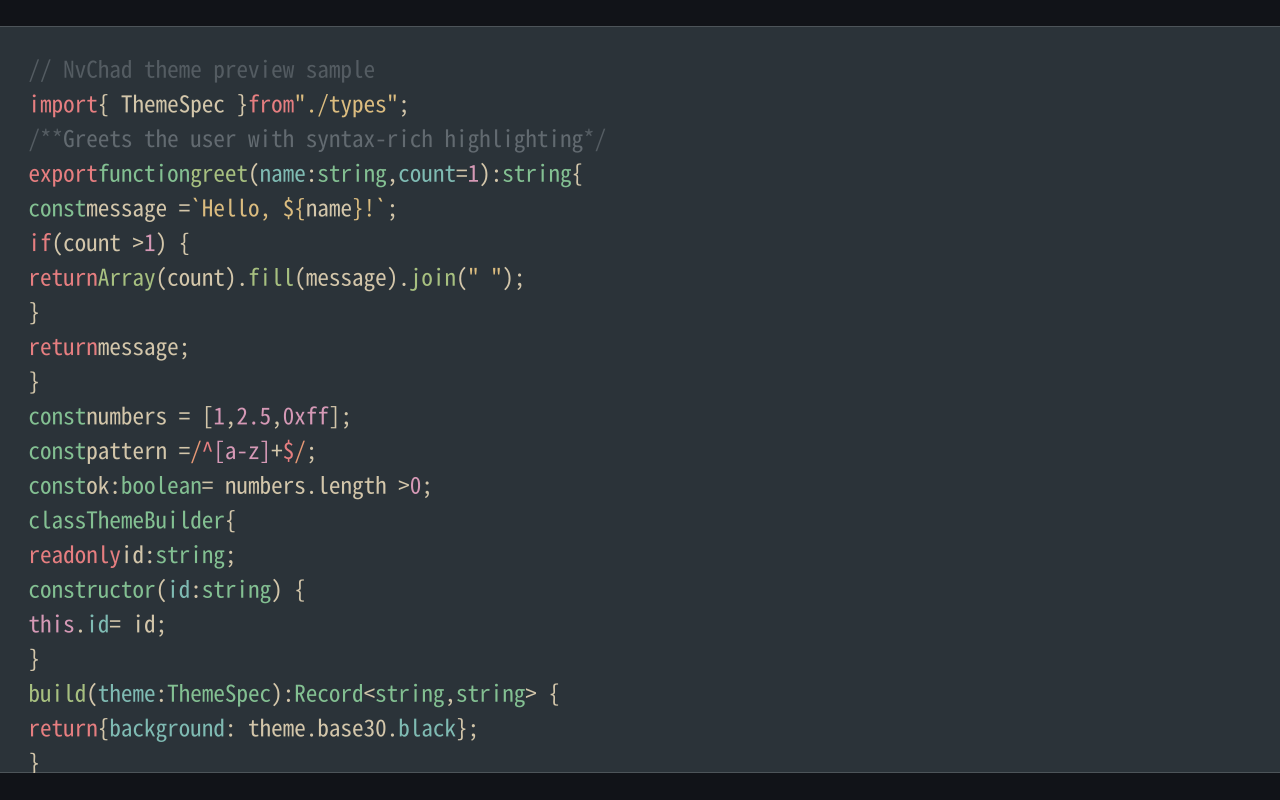 // NvChad theme preview sample
import{ ThemeSpec }from"./types";
/**Greets the user with syntax-rich highlighting*/
exportfunctiongreet(name:string,count=1):string{
constmessage =`Hello, ${name}!`;
if(count >1) {
returnArray(count).fill(message).join(" ");
}
returnmessage;
}
constnumbers = [1,2.5,0xff];
constpattern =/^[a-z]+$/;
constok:boolean= numbers.length >0;
classThemeBuilder{
readonlyid:string;
constructor(id:string) {
this.id= id;
}
build(theme:ThemeSpec):Record<string,string> {
return{background: theme.base30.black};
}